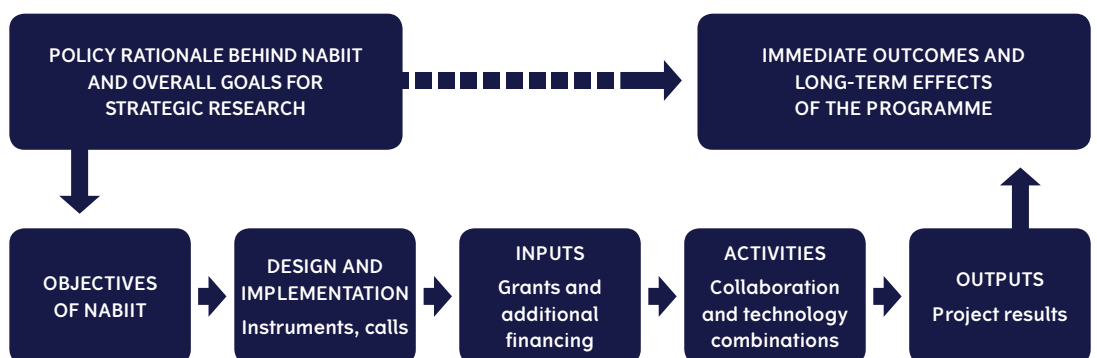 POLICY RATIONALE BEHIND NABIIT
AND OVERALL GOALS FOR
STRATEGIC RESEARCH
IMMEDIATE OUTCOMES AND
LONG-TERM EFFECTS
OF THE PROGRAMME
OBJECTIVES
OF NABIIT
DESIGN AND
IMPLEMENTATION
Instruments, calls
INPUTS
Grants and
additional
financing
ACTIVITIES
Collaboration
and technology
combinations
OUTPUTS
Project results